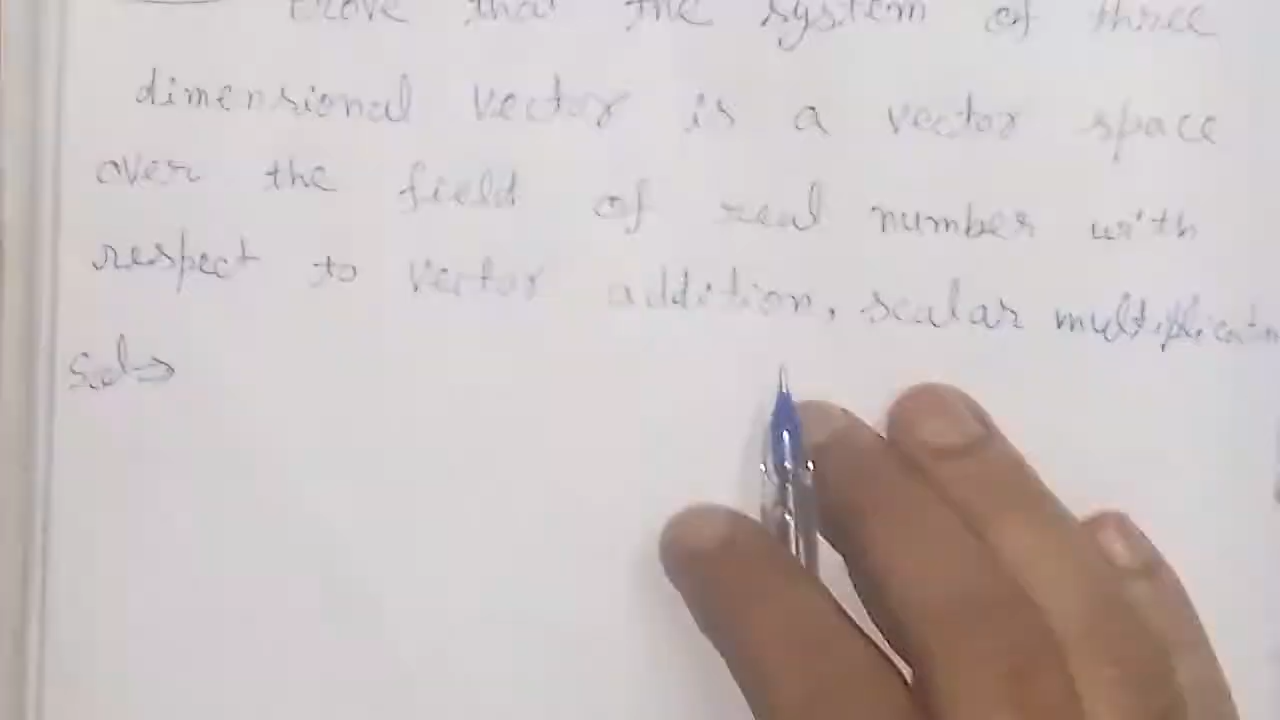 Prove that the system of three
dimensional vector is a vector space
over the field of real number with
respect to vector addition, scalar multiplication
Sol→